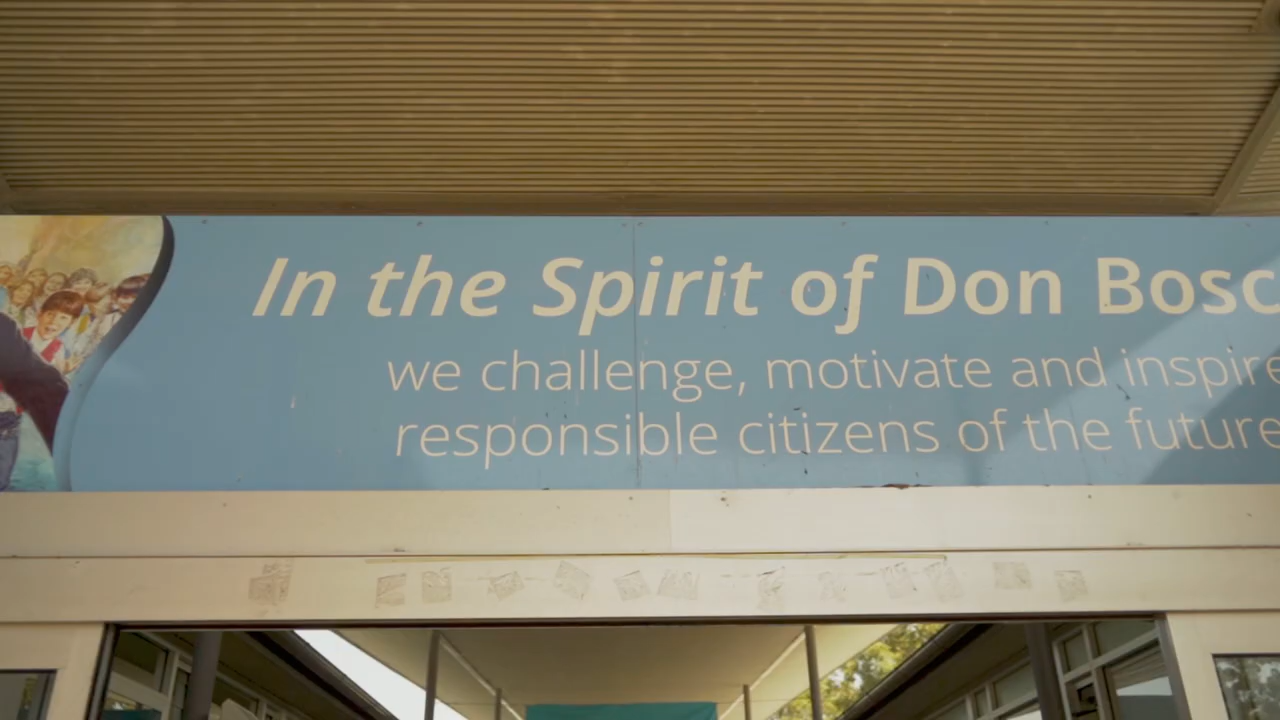 In the Spirit of Don Bosc
we challenge, motivate and inspire
responsible citizens of the future